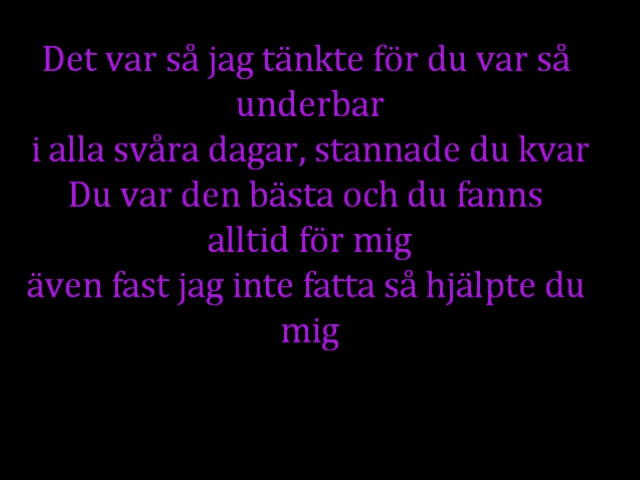 Det var så jag tänkte för du var så
underbar
i alla svåra dagar, stannade du kvar
Du var den bästa och du fanns
alltid för mig
även fast jag inte fatta så hjälpte du
mig